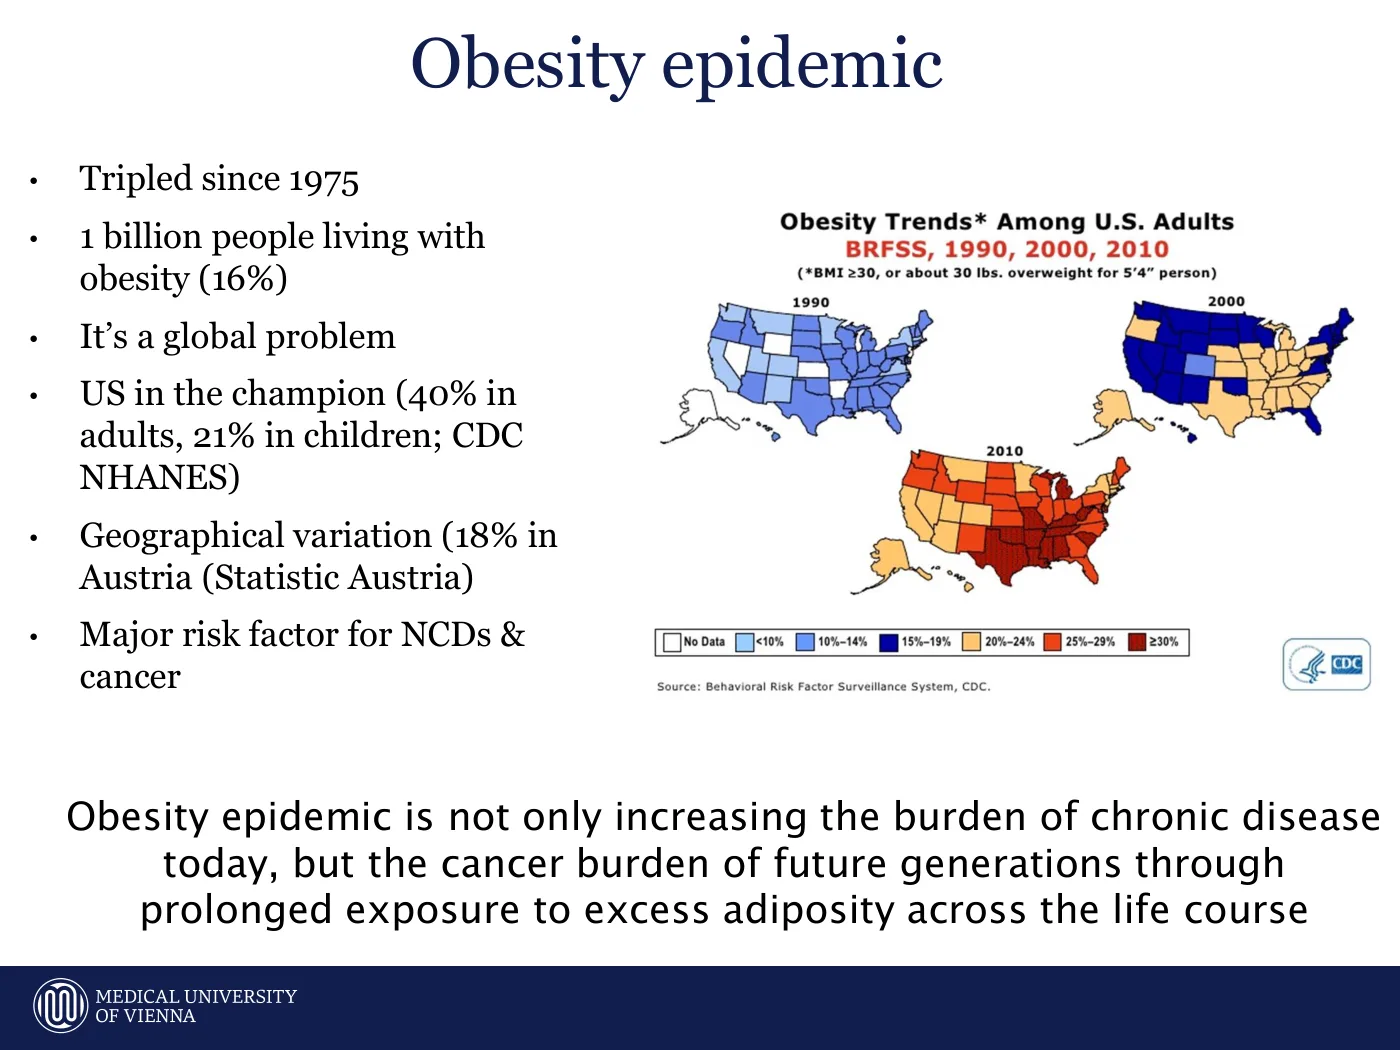 Obesity epidemic
• Tripled since 1975
• 1 billion people living with
obesity (16%)
• It’s a global problem
• US in the champion (40% in
adults, 21% in children; CDC
NHANES)
• Geographical variation (18% in
Austria (Statistic Austria)
• Major risk factor for NCDs &
cancer
Obesity Trends* Among U.S. Adults
BRFSS, 1990, 2000, 2010
(*BMI ≥30, or about 30 lbs. overweight for 5’4” person)
1990
2000
2010
No Data <10% 10%–14% 15%–19% 20%–24% 25%–29% ≥30%
Source: Behavioral Risk Factor Surveillance System, CDC.
CDC
Obesity epidemic is not only increasing the burden of chronic disease
today, but the cancer burden of future generations through
prolonged exposure to excess adiposity across the life course
MEDICAL UNIVERSITY
OF VIENNA